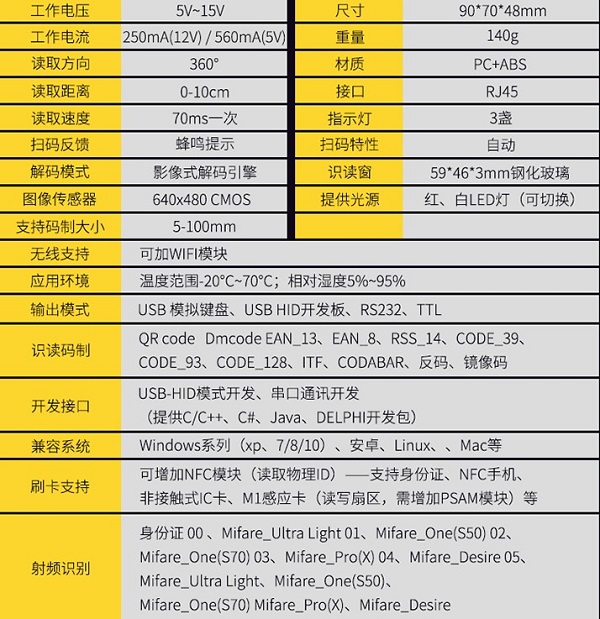 工作电压 5V~15V 尺寸 90*70*48mm
工作电流 250mA(12V) / 560mA(5V) 重量 140g
读取方向 360° 材质 PC+ABS
读取距离 0-10cm 接口 RJ45
读取速度 70ms一次 指示灯 3盏
扫码反馈 蜂鸣提示 扫码特性 自动
解码模式 影像式解码引擎 识读窗 59*46*3mm钢化玻璃
图像传感器 640x480 CMOS 提供光源 红、白LED灯（可切换）
支持码制大小 5-100mm
无线支持 可加WIFI模块
应用环境 温度范围-20°C~70°C；相对湿度5%~95%
输出模式 USB 模拟键盘、USB HID开发板、RS232、TTL
识读码制 QR code Dmcode EAN_13、EAN_8、RSS_14、CODE_39、
CODE_93、CODE_128、ITF、CODABAR、反码、镜像码
开发接口 USB-HID模式开发、串口通讯开发
（提供C/C++、C#、Java、DELPHI开发包）
兼容系统 Windows系列（xp、7/8/10）、安卓、Linux、、Mac等
刷卡支持 可增加NFC模块（读取物理ID）——支持身份证、NFC手机、
非接触式IC卡、M1感应卡（读写扇区，需增加PSAM模块）等
射频识别 身份证 00 、Mifare_Ultra Light 01、Mifare_One(S50) 02、
Mifare_One(S70) 03、Mifare_Pro(X) 04、Mifare_Desire 05、
Mifare_Ultra Light、Mifare_One(S50)、
Mifare_One(S70) Mifare_Pro(X)、Mifare_Desire